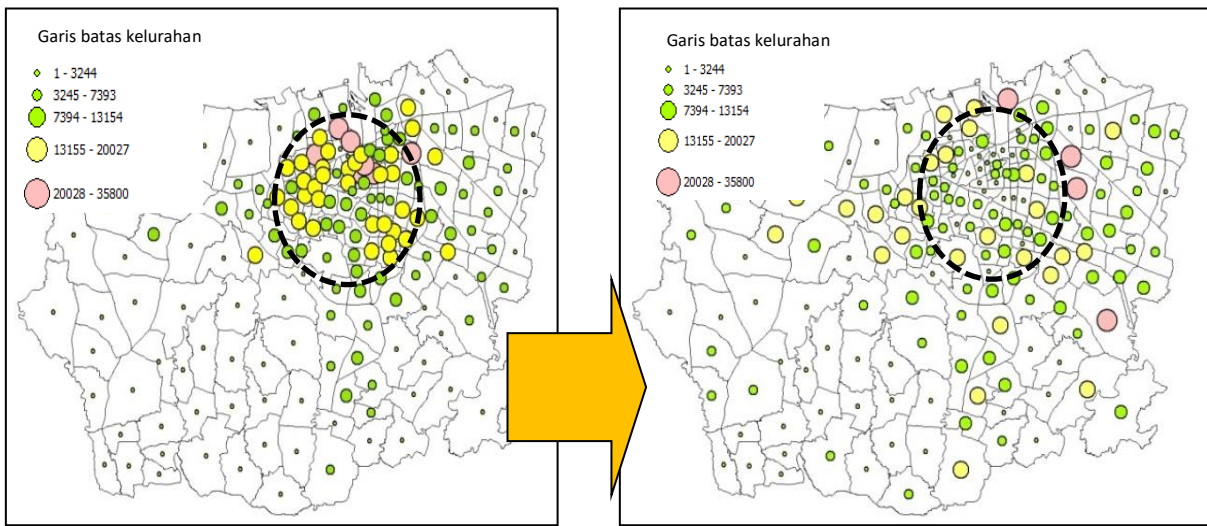 Garis batas kelurahan
1 - 3244
3245 - 7393
7394 - 13154
13155 - 20027
20028 - 35800
Garis batas kelurahan
1 - 3244
3245 - 7393
7394 - 13154
13155 - 20027
20028 - 35800